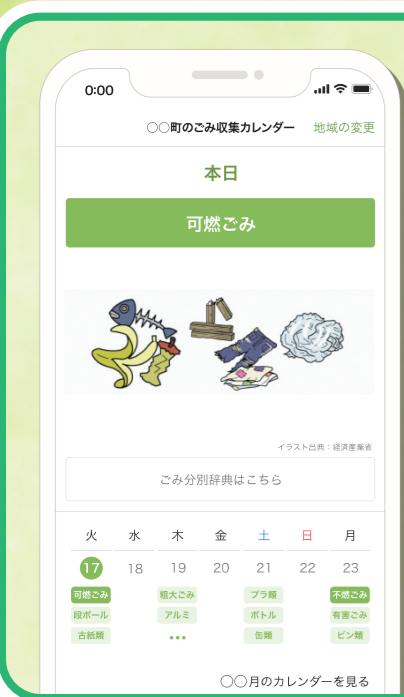 0:00
○○町のごみ収集カレンダー 地域の変更
本日
可燃ごみ
イラスト出典：経済産業省
ごみ分別辞典はこちら
火 水 木 金 土 日 月
17 18 19 20 21 22 23
可燃ごみ 粗大ごみ プラ類 不燃ごみ
段ボール アルミ ボトル 有害ごみ
古紙類 ••• 缶類 ビン類
○○月のカレンダーを見る